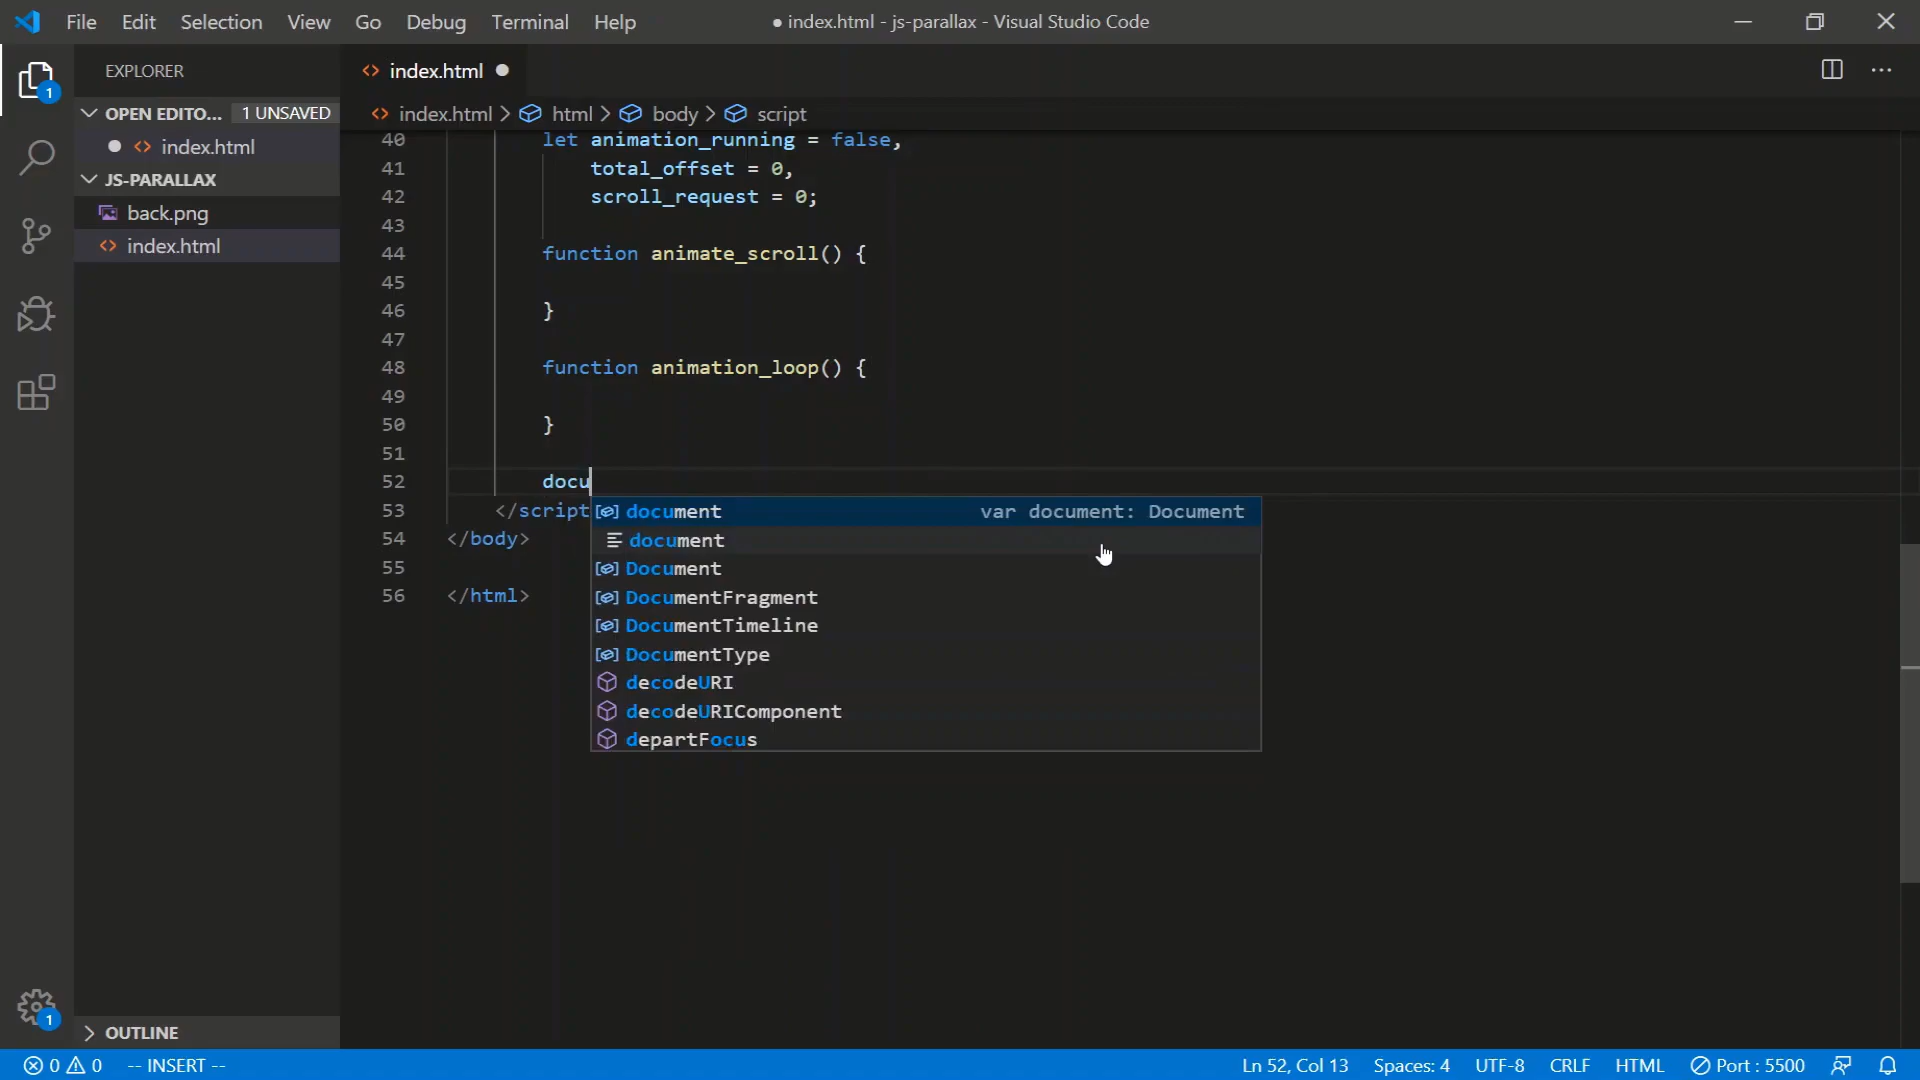 File Edit Selection View Go Debug Terminal Help
● index.html - js-parallax - Visual Studio Code
EXPLORER
OPEN EDITO... 1 UNSAVED
index.html
JS-PARALLAX
back.png
index.html
OUTLINE
index.html
index.html > html > body > script
40 let animation_running = false,
41 total_offset = 0,
42 scroll_request = 0;
43
44 function animate_scroll() {
45
46 }
47
48 function animation_loop() {
49
50 }
51
52 docu
53 </script
54 </body>
55
56 </html>
document var document: Document
document
Document
DocumentFragment
DocumentTimeline
DocumentType
decodeURI
decodeURIComponent
departFocus
1
1
0 0 -- INSERT -- Ln 52, Col 13 Spaces: 4 UTF-8 CRLF HTML Port : 5500